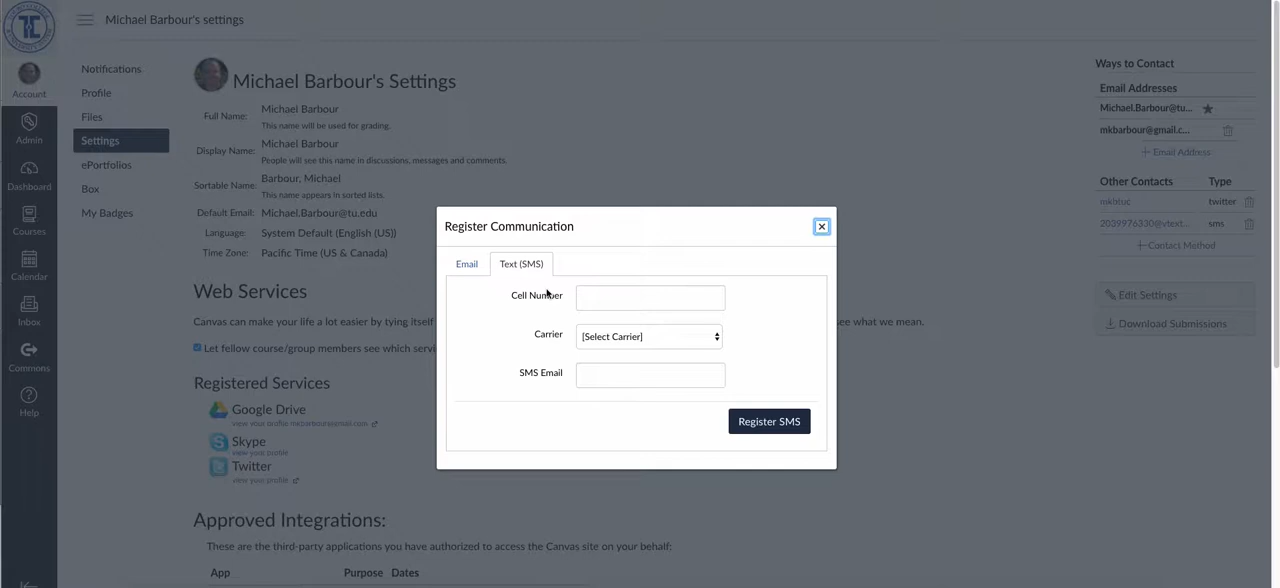 Michael Barbour's settings
Account
Admin
Dashboard
Courses
Calendar
Inbox
Commons
Help
Notifications
Profile
Files
Settings
ePortfolios
Box
My Badges
Michael Barbour's Settings
Full Name: Michael Barbour
This name will be used for grading.
Display Name: Michael Barbour
People will see this name in discussions, messages and comments.
Sortable Name: Barbour, Michael
This name appears in sorted lists.
Default Email: Michael.Barbour@tu.edu
Language: System Default (English (US))
Time Zone: Pacific Time (US & Canada)
Web Services
Canvas can make your life a lot easier by tying itself
ee what we mean.
Let fellow course/group members see which servi
Registered Services
Google Drive
view your profile mkbarbour@gmail.com
Skype
view your profile
Twitter
view your profile
Approved Integrations:
These are the third-party applications you have authorized to access the Canvas site on your behalf:
App Purpose Dates
Register Communication
Email Text (SMS)
Cell Number
Carrier [Select Carrier]
SMS Email
Register SMS
Ways to Contact
Email Addresses
Michael.Barbour@tu...
mkbarbour@gmail.c...
+ Email Address
Other Contacts Type
twitter
2039976330@vtext... sms
+ Contact Method
Edit Settings
Download Submissions